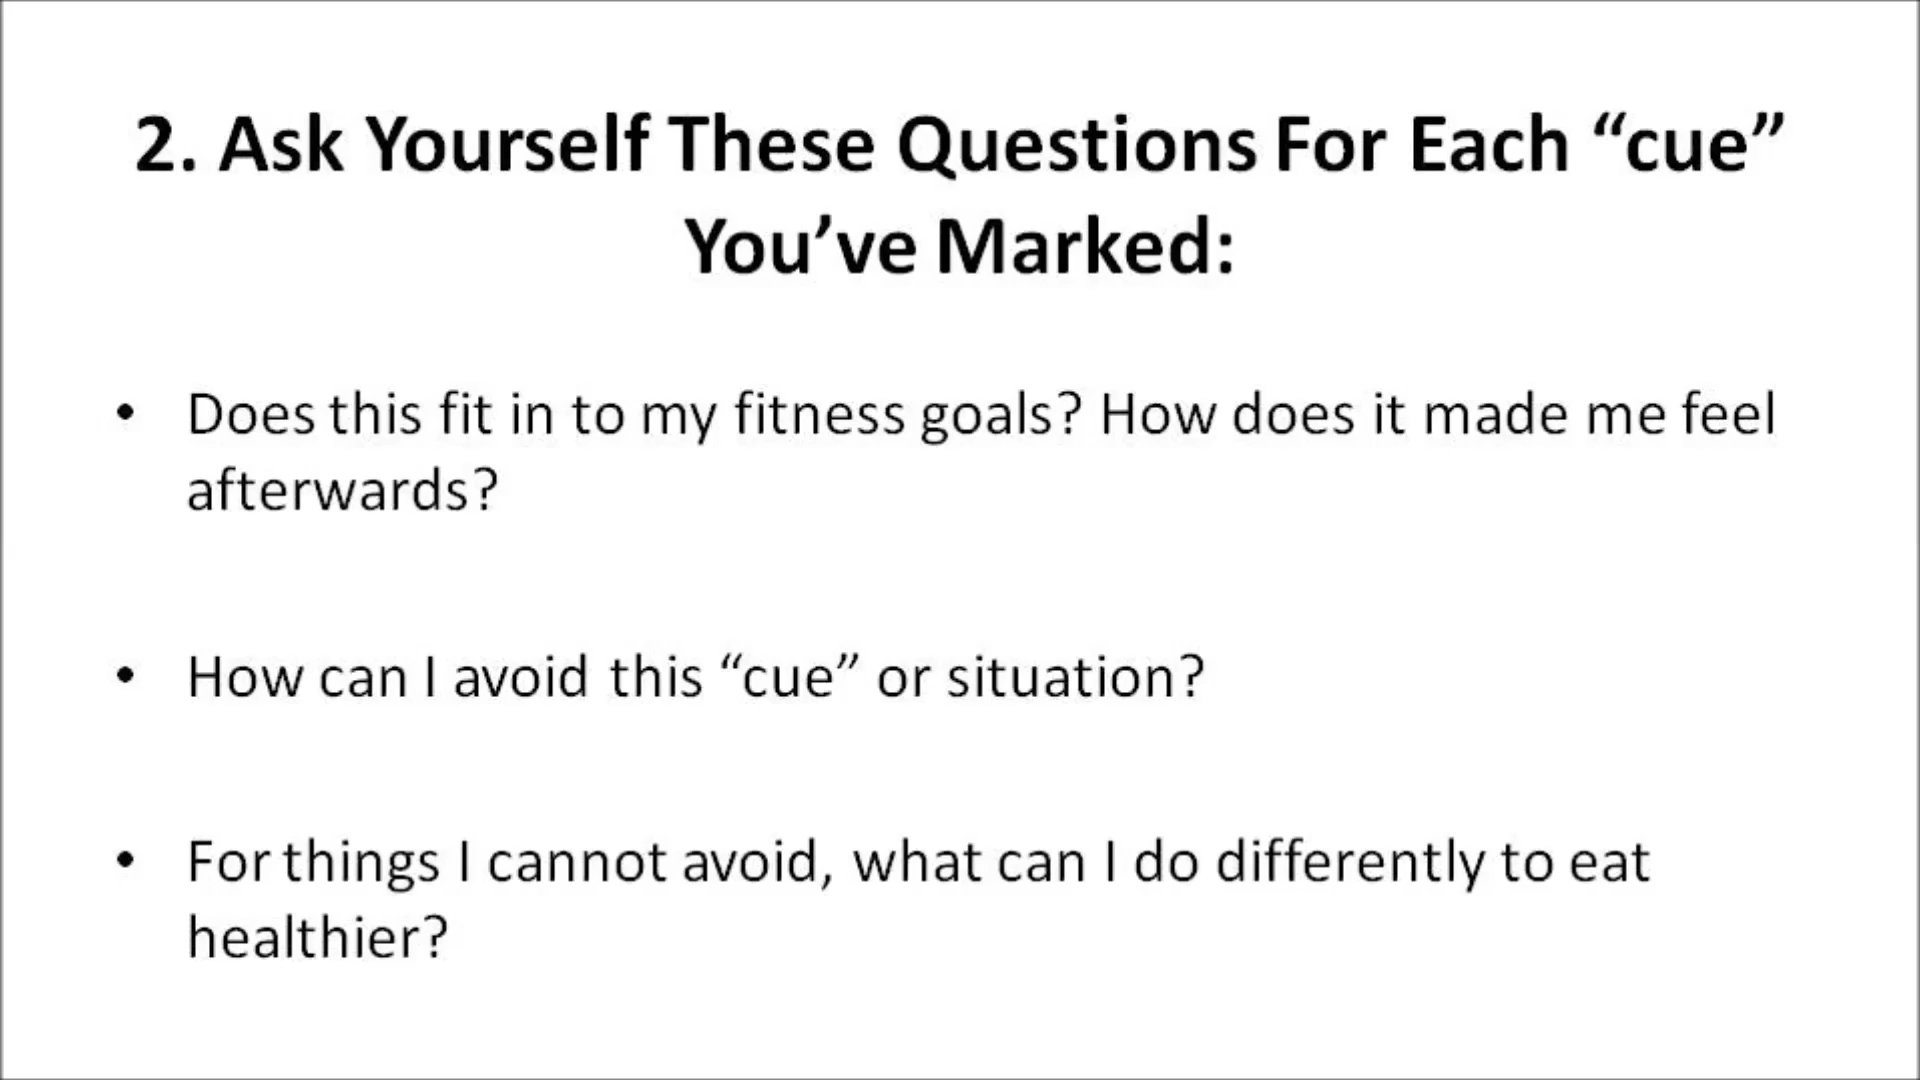 2. Ask Yourself These Questions For Each “cue”
You’ve Marked:
• Does this fit in to my fitness goals? How does it made me feel
afterwards?
• How can I avoid this “cue” or situation?
• For things I cannot avoid, what can I do differently to eat
healthier?